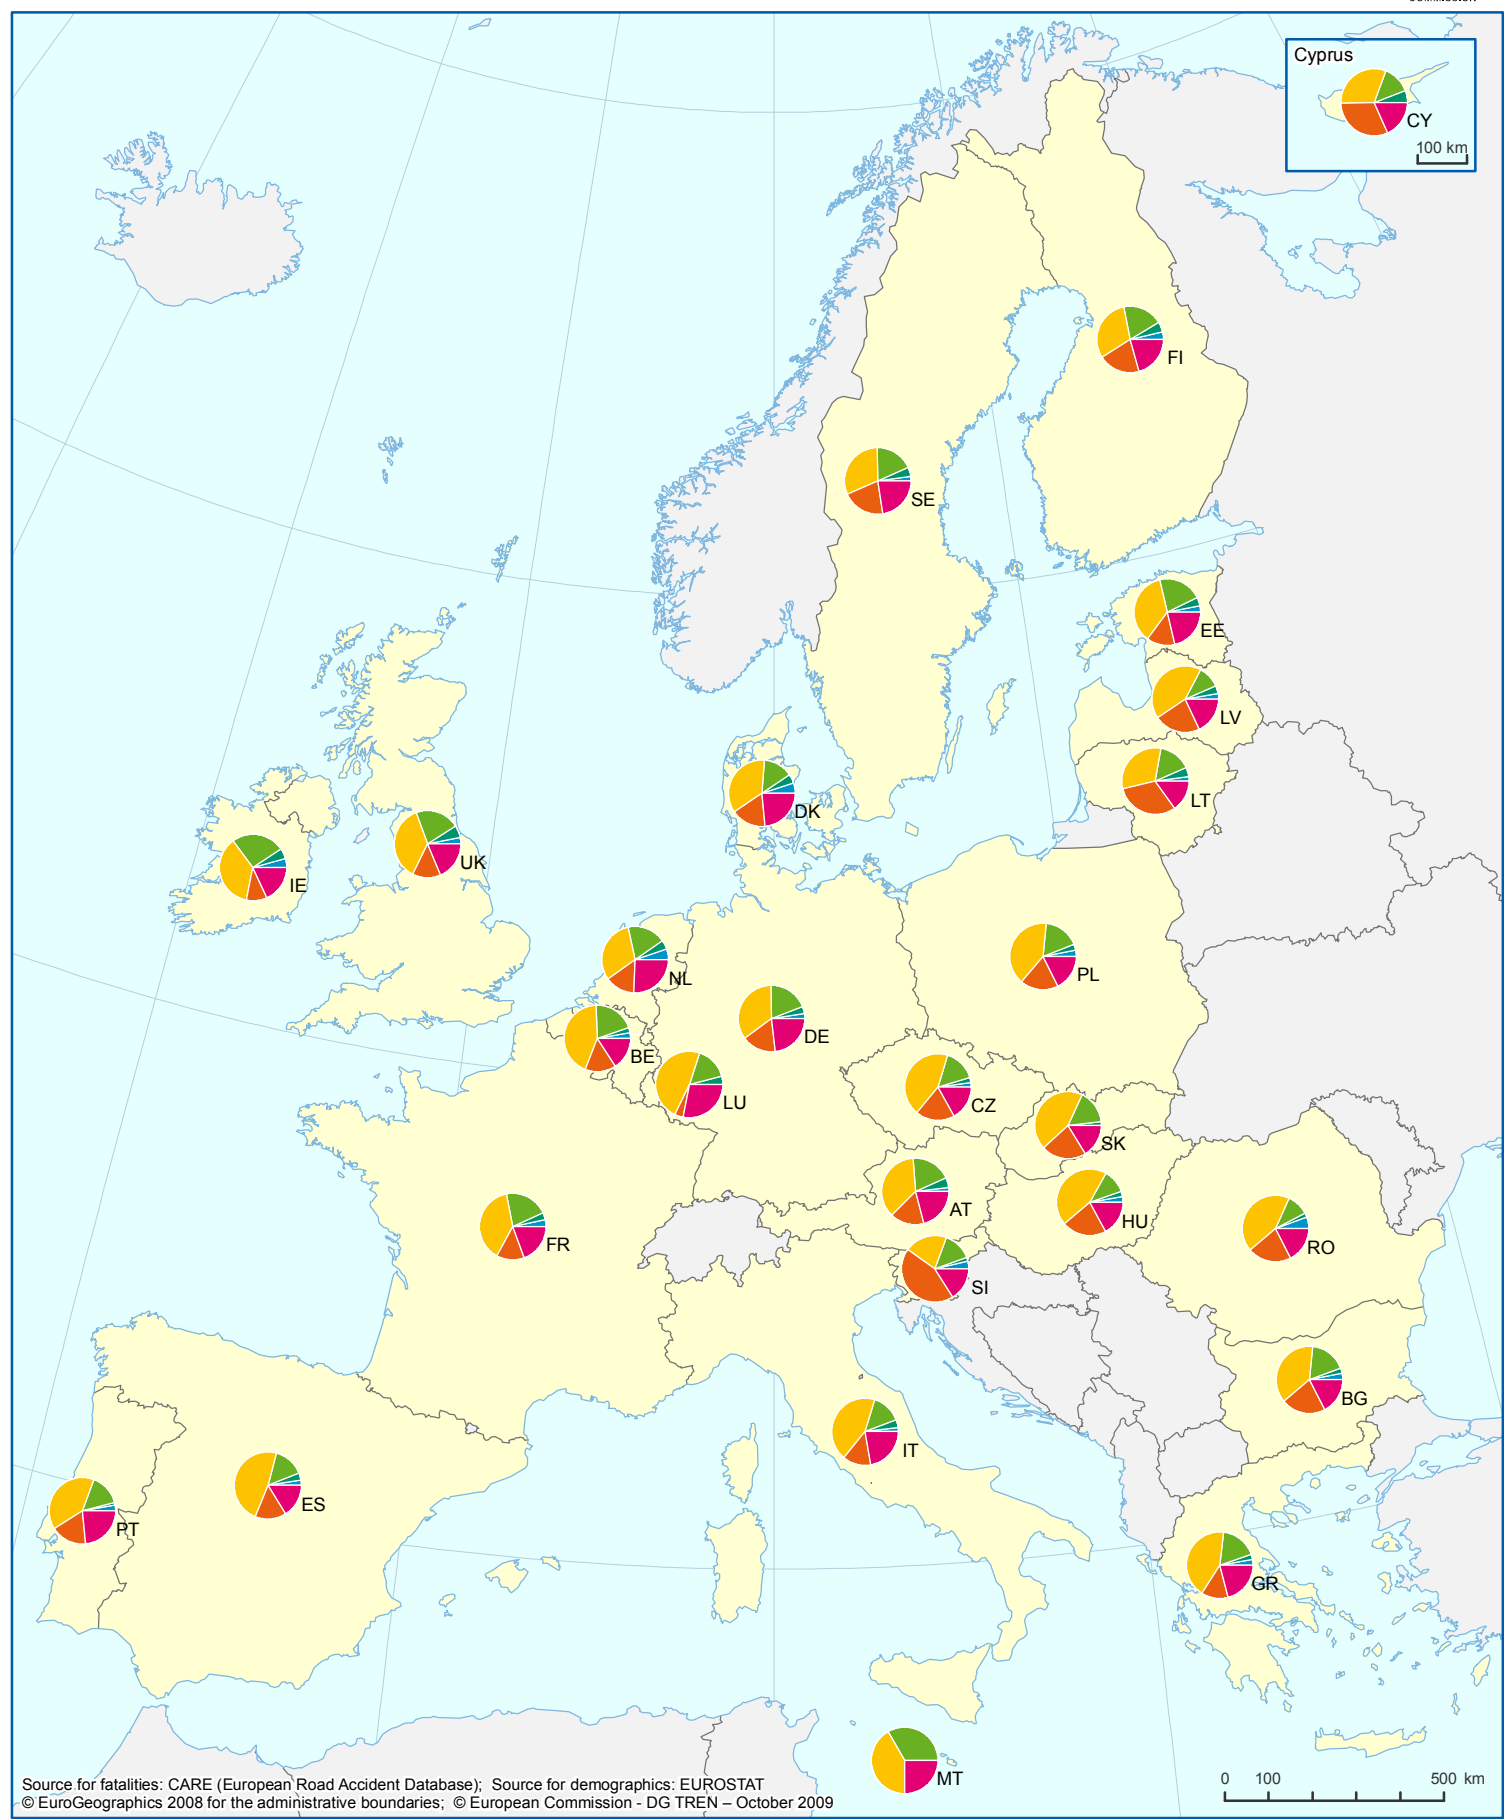 Cyprus
CY
100 km
FI
SE
EE
LV
LT
DK
UK
IE
NL
PL
DE
BE
LU
CZ
SK
AT
HU
FR
RO
SI
BG
IT
ES
PT
GR
MT
Source for fatalities: CARE (European Road Accident Database); Source for demographics: EUROSTAT
© EuroGeographics 2008 for the administrative boundaries; © European Commission - DG TREN – October 2009
0 100 500 km